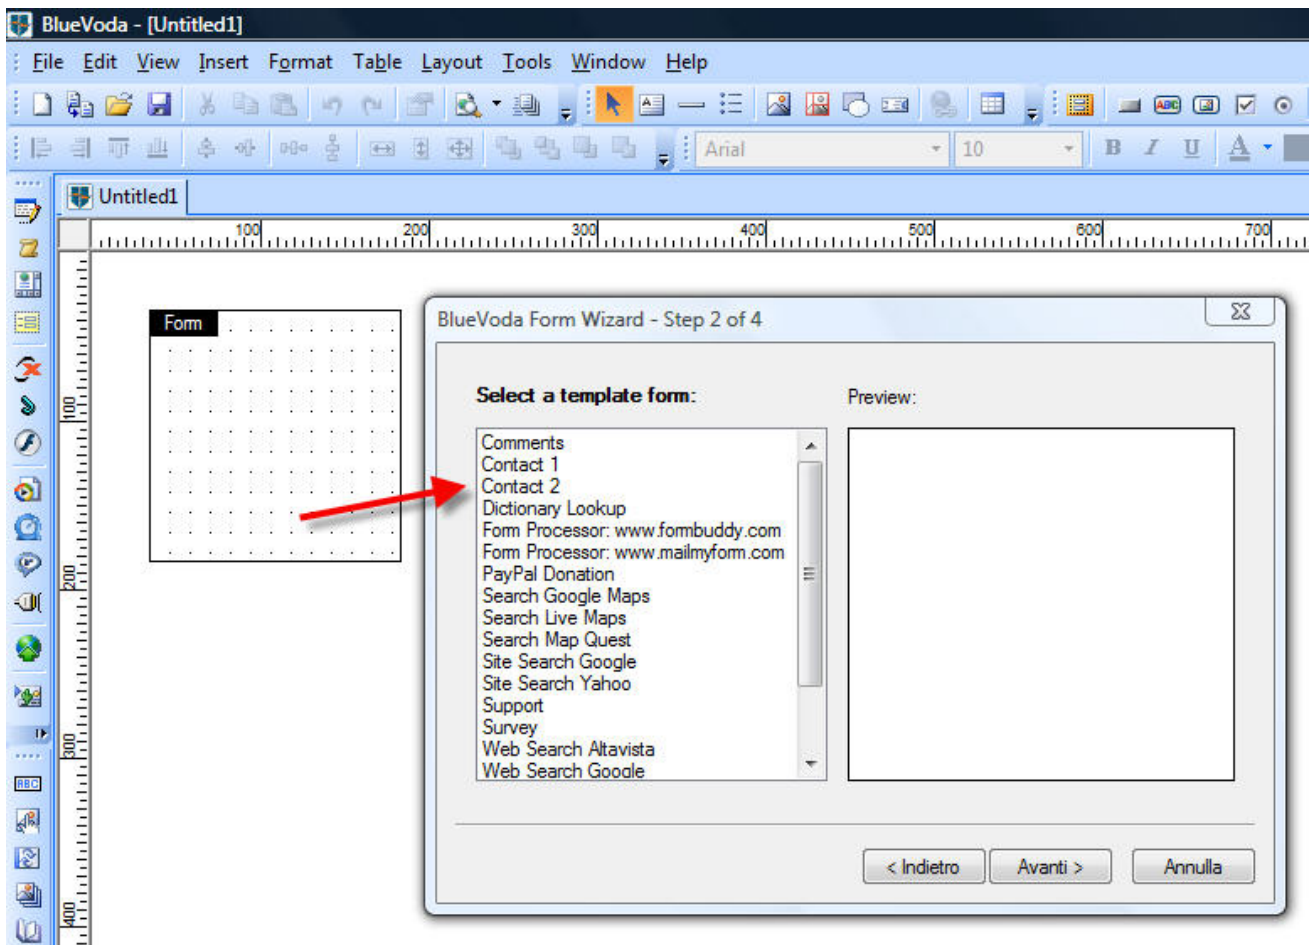 BlueVoda - [Untitled1]
File Edit View Insert Format Table Layout Tools Window Help
ABC
Arial 10 B I U A
Untitled1
100 200 300 400 500 600 700
Form
BlueVoda Form Wizard - Step 2 of 4
Select a template form:
Preview:
Comments
Contact 1
Contact 2
Dictionary Lookup
Form Processor: www.formbuddy.com
Form Processor: www.mailmyform.com
PayPal Donation
Search Google Maps
Search Live Maps
Search Map Quest
Site Search Google
Site Search Yahoo
Support
Survey
Web Search Altavista
Web Search Google
< Indietro Avanti > Annulla
100
200
300
400
ABC